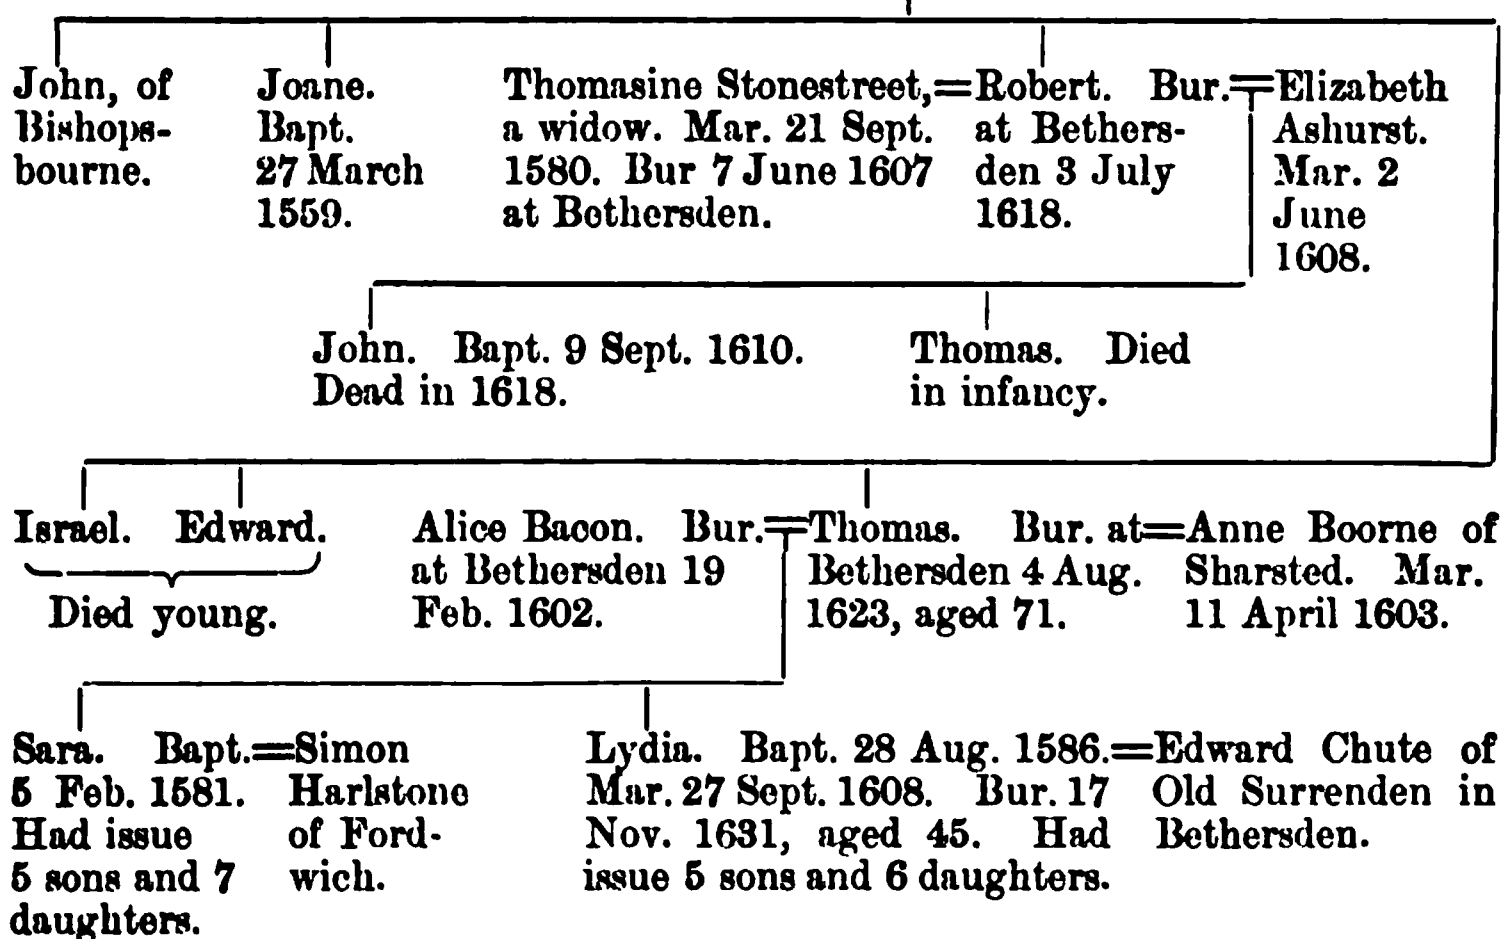 John, of
Bishops-
bourne.
Joane.
Bapt.
27 March
1559.
Thomasine Stonestreet,=
a widow. Mar. 21 Sept.
1580. Bur 7 June 1607
at Bethersden.
Robert. Bur.=
at Bethers-
den 3 July
1618.
Elizabeth
Ashurst.
Mar. 2
June
1608.
John. Bapt. 9 Sept. 1610.
Dead in 1618.
Thomas. Died
in infancy.
Israel. Edward.
Died young.
Alice Bacon. Bur.=
at Bethersden 19
Feb. 1602.
Thomas. Bur. at=
Bethersden 4 Aug.
1623, aged 71.
Anne Boorne of
Sharsted. Mar.
11 April 1603.
Sara. Bapt.=
5 Feb. 1581.
Had issue
5 sons and 7
daughters.
Simon
Harlstone
of Ford-
wich.
Lydia. Bapt. 28 Aug. 1586.=
Mar. 27 Sept. 1608. Bur. 17
Nov. 1631, aged 45. Had
issue 5 sons and 6 daughters.
Edward Chute of
Old Surrenden in
Bethersden.